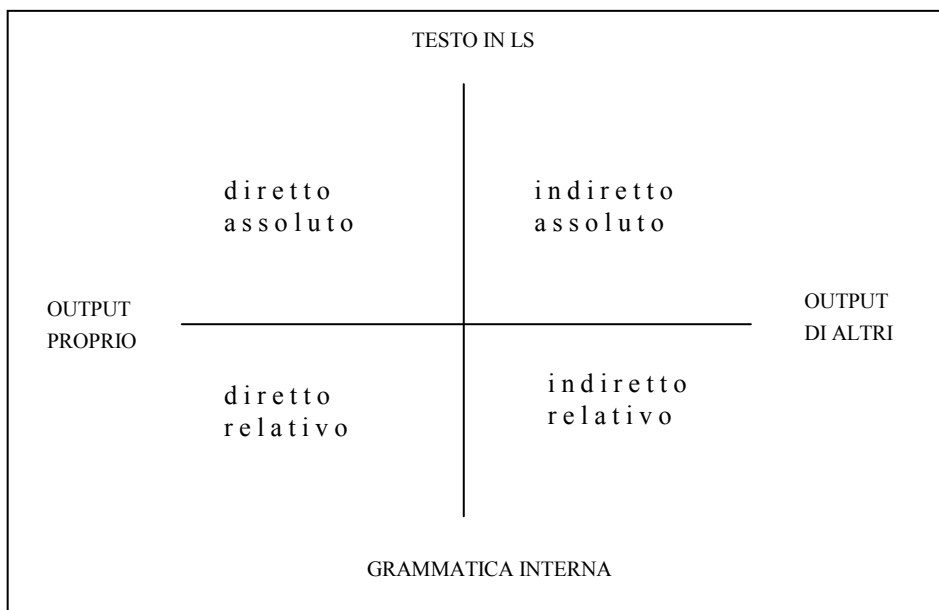 TESTO IN LS
diretto
assoluto
indiretto
assoluto
OUTPUT
PROPRIO
OUTPUT
DI ALTRI
diretto
relativo
indiretto
relativo
GRAMMATICA INTERNA